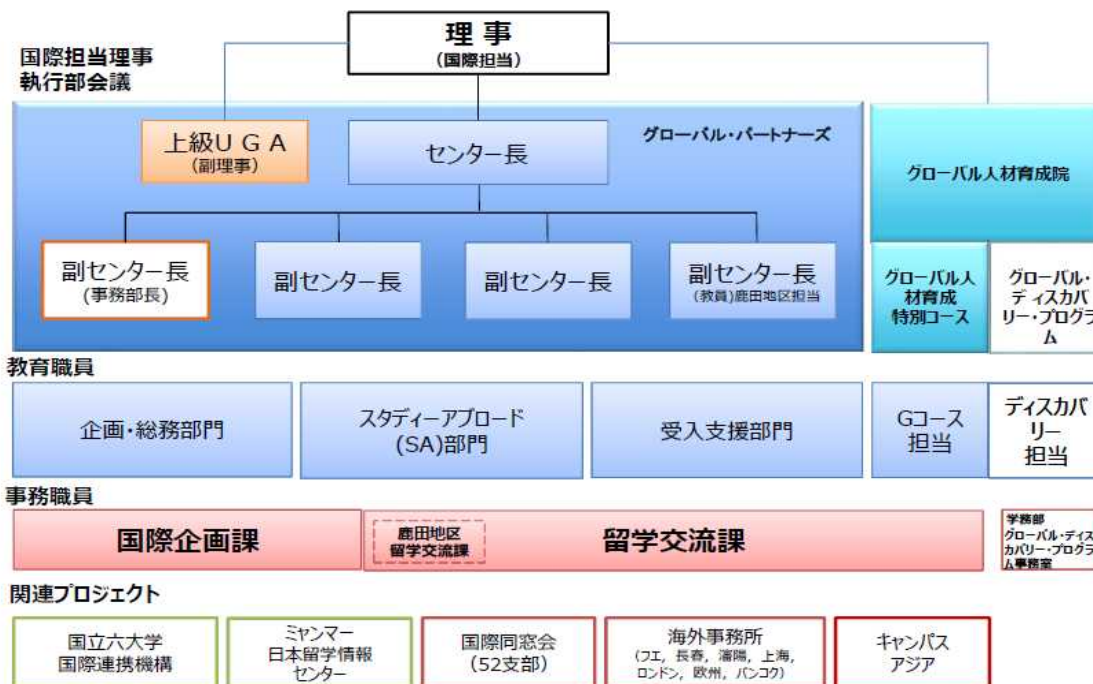 理事
(国際担当)
国際担当理事
執行部会議
上級UGA
(副理事)
センター長
グローバル・パートナーズ
グローバル人材育成院
副センター長
(事務部長)
副センター長
副センター長
副センター長
(教員)鹿田地区担当
グローバル人
材育成
特別コース
グローバル・
ディスカバ
リー・プログラ
ム
教育職員
企画・総務部門
スタディーアブロード
(SA)部門
受入支援部門
Gコース
担当
ディスカバ
リー
担当
事務職員
国際企画課
鹿田地区
留学交流課
留学交流課
学務部
グローバル・ディス
カバリー・プログラ
ム事務室
関連プロジェクト
国立六大学
国際連携機構
ミャンマー
日本留学情報
センター
国際同窓会
(52支部)
海外事務所
(フエ, 長春, 瀋陽, 上海,
ロンドン, 欧州, バンコク)
キャンパス
アジア